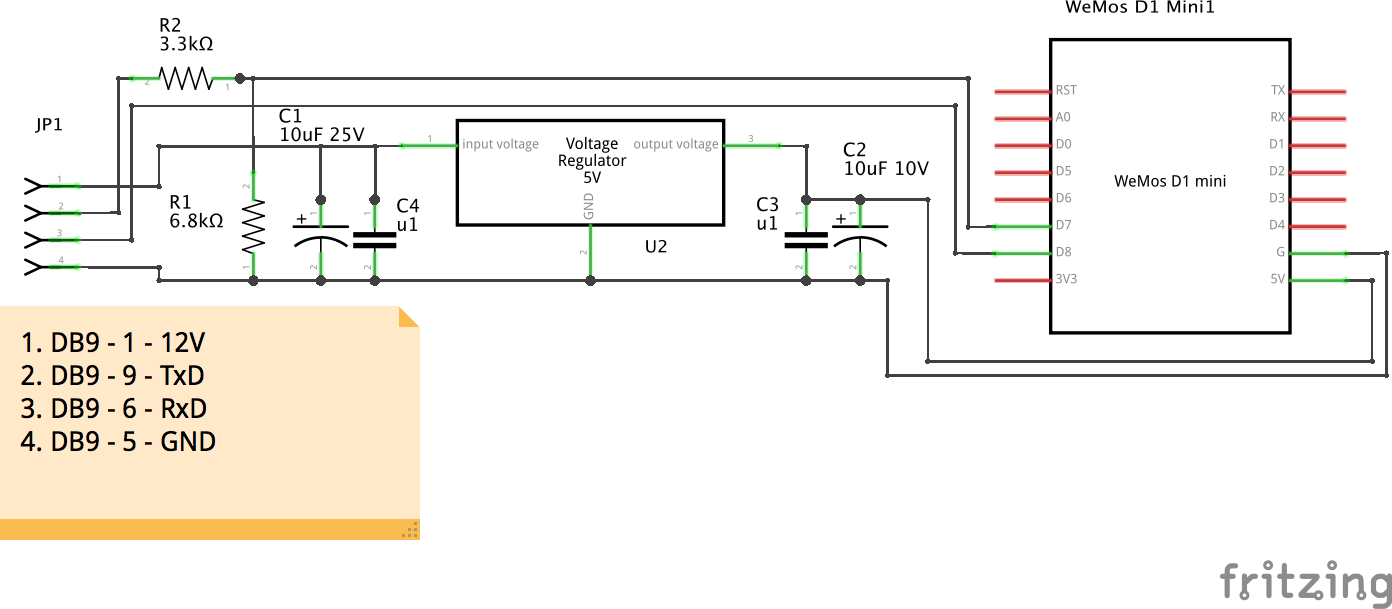 WeMos D1 Mini1
R2
3.3kΩ
2
1
JP1
C1
10uF 25V
1
input voltage
Voltage
Regulator
5V
output voltage
3
GND
2
U2
C2
10uF 10V
1
2
3
4
R1
6.8kΩ
2
1
+
1
2
C4
u1
1
2
C3
u1
1
2
+
1
2
WeMos D1 mini
RST
A0
D0
D5
D6
D7
D8
3V3
TX
RX
D1
D2
D3
D4
G
5V
1. DB9 - 1 - 12V
2. DB9 - 9 - TxD
3. DB9 - 6 - RxD
4. DB9 - 5 - GND
fritzing